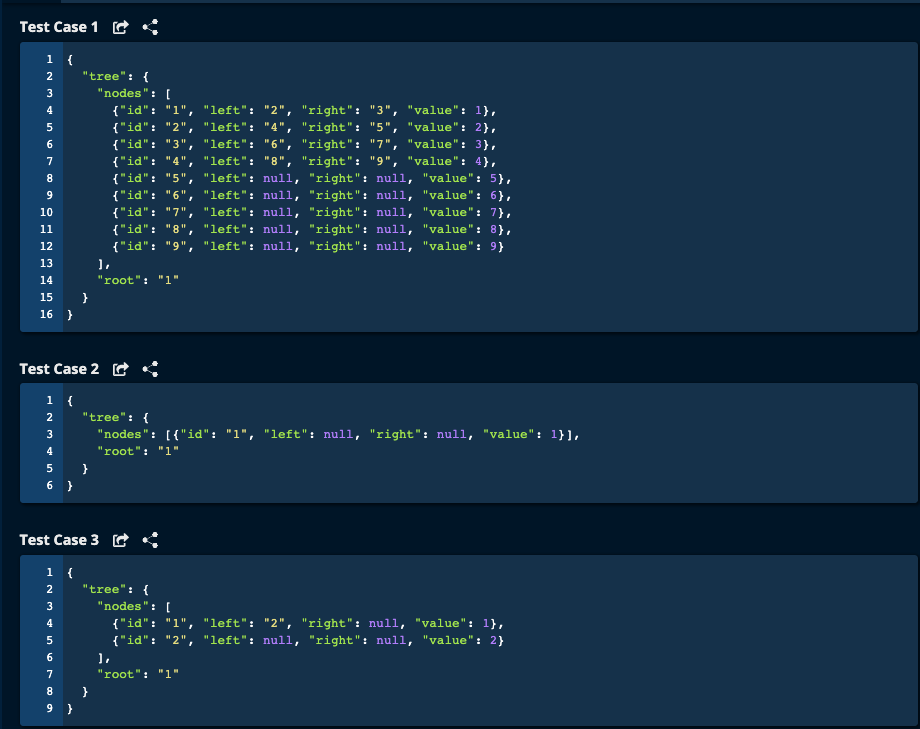 Test Case 1
1 {
2   "tree": {
3     "nodes": [
4       {"id": "1", "left": "2", "right": "3", "value": 1},
5       {"id": "2", "left": "4", "right": "5", "value": 2},
6       {"id": "3", "left": "6", "right": "7", "value": 3},
7       {"id": "4", "left": "8", "right": "9", "value": 4},
8       {"id": "5", "left": null, "right": null, "value": 5},
9       {"id": "6", "left": null, "right": null, "value": 6},
10       {"id": "7", "left": null, "right": null, "value": 7},
11       {"id": "8", "left": null, "right": null, "value": 8},
12       {"id": "9", "left": null, "right": null, "value": 9}
13     ],
14     "root": "1"
15   }
16 }
Test Case 2
1 {
2   "tree": {
3     "nodes": [{"id": "1", "left": null, "right": null, "value": 1}],
4     "root": "1"
5   }
6 }
Test Case 3
1 {
2   "tree": {
3     "nodes": [
4       {"id": "1", "left": "2", "right": null, "value": 1},
5       {"id": "2", "left": null, "right": null, "value": 2}
6     ],
7     "root": "1"
8   }
9 }